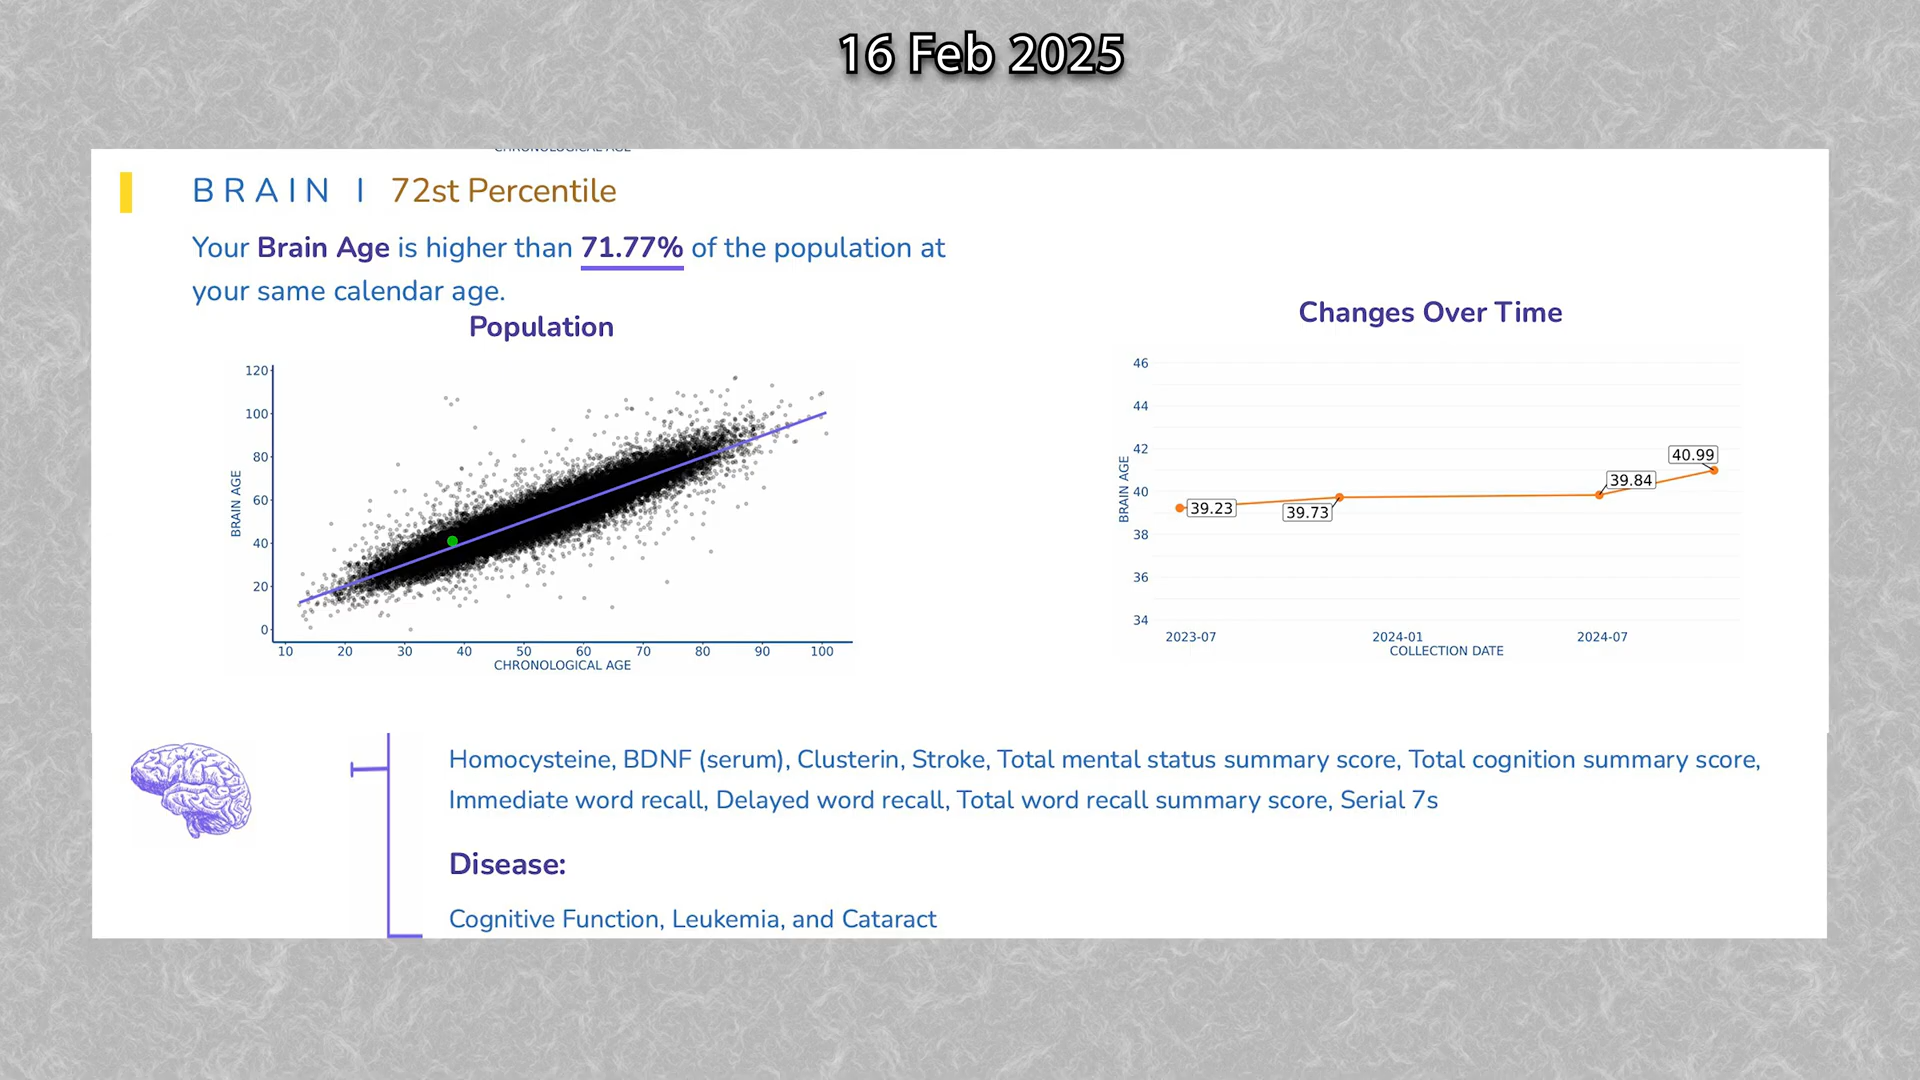 16 Feb 2025
CHRONOLOGICAL AGE
BRAIN | 72st Percentile
Your Brain Age is higher than 71.77% of the population at
your same calendar age.
Population
120
100
80
60
40
20
0
BRAIN AGE
10 20 30 40 50 60 70 80 90 100
CHRONOLOGICAL AGE
Changes Over Time
46
44
42
40
38
36
34
BRAIN AGE
39.23
39.73
39.84
40.99
2023-07 2024-01 2024-07
COLLECTION DATE
Homocysteine, BDNF (serum), Clusterin, Stroke, Total mental status summary score, Total cognition summary score,
Immediate word recall, Delayed word recall, Total word recall summary score, Serial 7s
Disease:
Cognitive Function, Leukemia, and Cataract